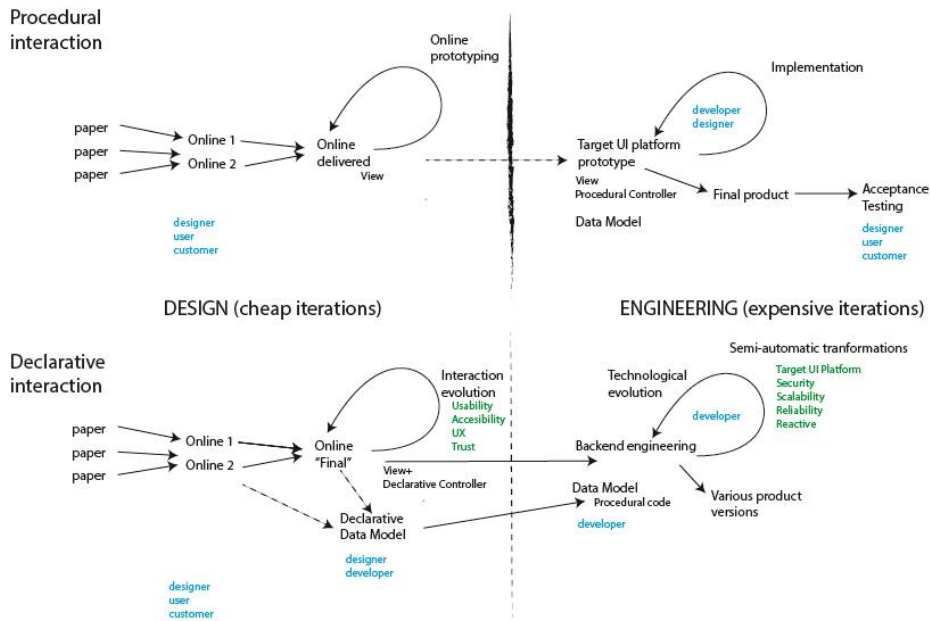 Procedural
interaction
Online
prototyping
paper
paper
paper
Online 1
Online 2
Online
delivered
View
designer
user
customer
Implementation
developer
designer
Target UI platform
prototype
View
Procedural Controller
Data Model
Final product
Acceptance
Testing
designer
user
customer
DESIGN (cheap iterations)
ENGINEERING (expensive iterations)
Declarative
interaction
Interaction
evolution
Usability
Accesibility
UX
Trust
paper
paper
paper
Online 1
Online 2
Online
“Final”
View+
Declarative Controller
Declarative
Data Model
designer
developer
designer
user
customer
Semi-automatic tranformations
Target UI Platform
Security
Scalability
Reliability
Reactive
Technological
evolution
developer
Backend engineering
Data Model
Procedural code
developer
Various product
versions